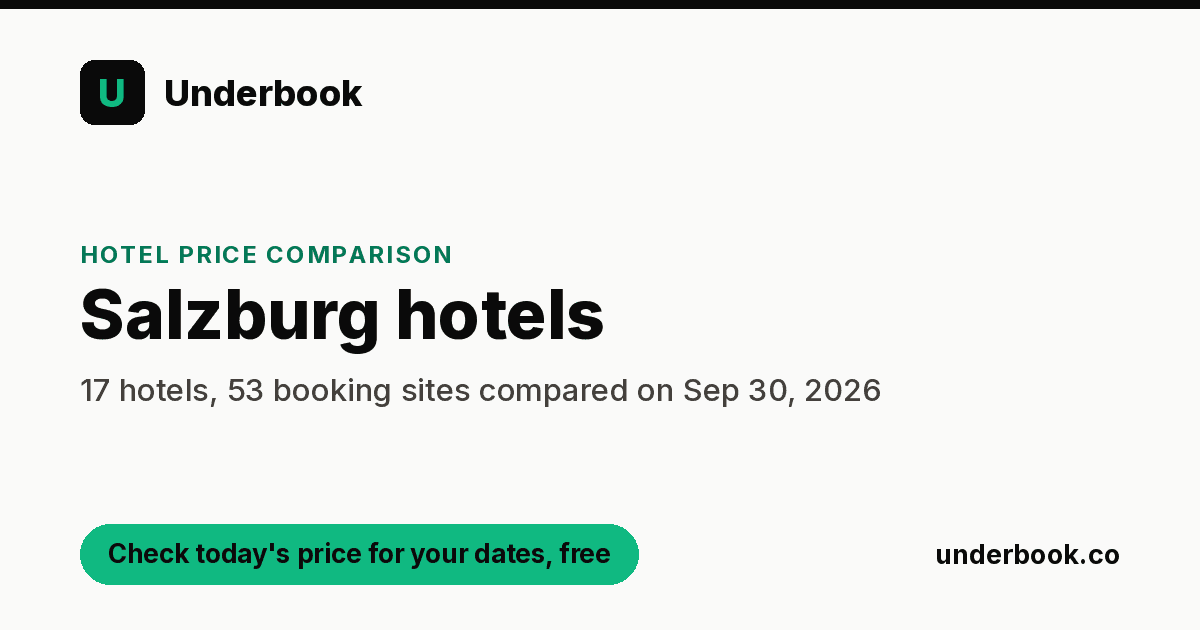 U Underbook
HOTEL PRICE COMPARISON
Salzburg hotels
17 hotels, 53 booking sites compared on Sep 30, 2026
Check today's price for your dates, free
underbook.co